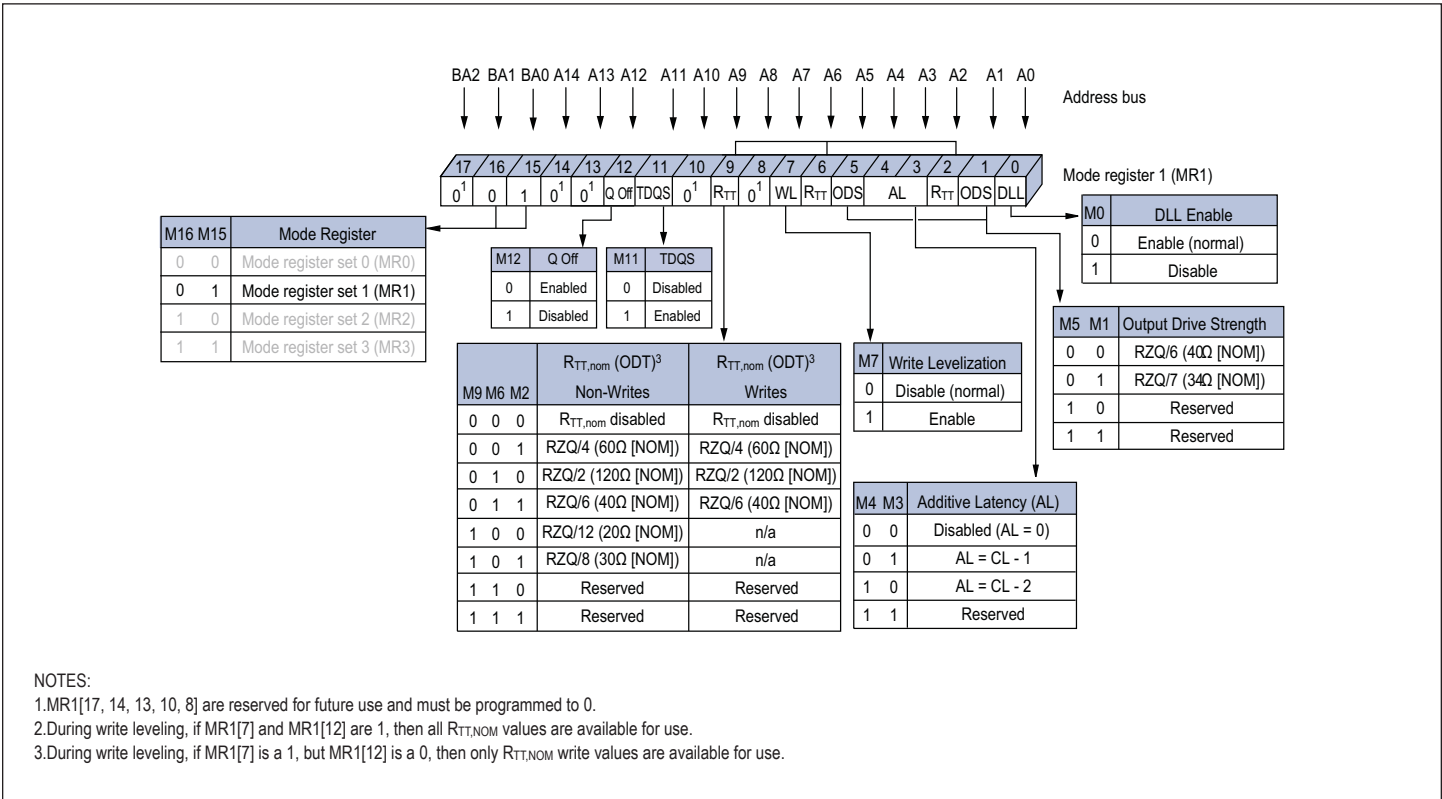 BA2 BA1 BA0 A14 A13 A12 A11 A10 A9 A8 A7 A6 A5 A4 A3 A2 A1 A0
Address bus
17 16 15 14 13 12 11 10 9 8 7 6 5 4 3 2 1 0
Mode register 1 (MR1)
0¹ 0 1 0¹ 0¹ Q Off TDQS 0¹ RTT 0¹ WL RTT ODS AL RTT ODS DLL
M16 M15 Mode Register
0 0 Mode register set 0 (MR0)
0 1 Mode register set 1 (MR1)
1 0 Mode register set 2 (MR2)
1 1 Mode register set 3 (MR3)
M12 Q Off
0 Enabled
1 Disabled
M11 TDQS
0 Disabled
1 Enabled
M0 DLL Enable
0 Enable (normal)
1 Disable
M5 M1 Output Drive Strength
0 0 RZQ/6 (40Ω [NOM])
0 1 RZQ/7 (34Ω [NOM])
1 0 Reserved
1 1 Reserved
RTT,nom (ODT)³ RTT,nom (ODT)³
M9 M6 M2 Non-Writes Writes
0 0 0 RTT,nom disabled RTT,nom disabled
0 0 1 RZQ/4 (60Ω [NOM]) RZQ/4 (60Ω [NOM])
0 1 0 RZQ/2 (120Ω [NOM]) RZQ/2 (120Ω [NOM])
0 1 1 RZQ/6 (40Ω [NOM]) RZQ/6 (40Ω [NOM])
1 0 0 RZQ/12 (20Ω [NOM]) n/a
1 0 1 RZQ/8 (30Ω [NOM]) n/a
1 1 0 Reserved Reserved
1 1 1 Reserved Reserved
M7 Write Levelization
0 Disable (normal)
1 Enable
M4 M3 Additive Latency (AL)
0 0 Disabled (AL = 0)
0 1 AL = CL - 1
1 0 AL = CL - 2
1 1 Reserved
NOTES:
1.MR1[17, 14, 13, 10, 8] are reserved for future use and must be programmed to 0.
2.During write leveling, if MR1[7] and MR1[12] are 1, then all RTT,NOM values are available for use.
3.During write leveling, if MR1[7] is a 1, but MR1[12] is a 0, then only RTT,NOM write values are available for use.